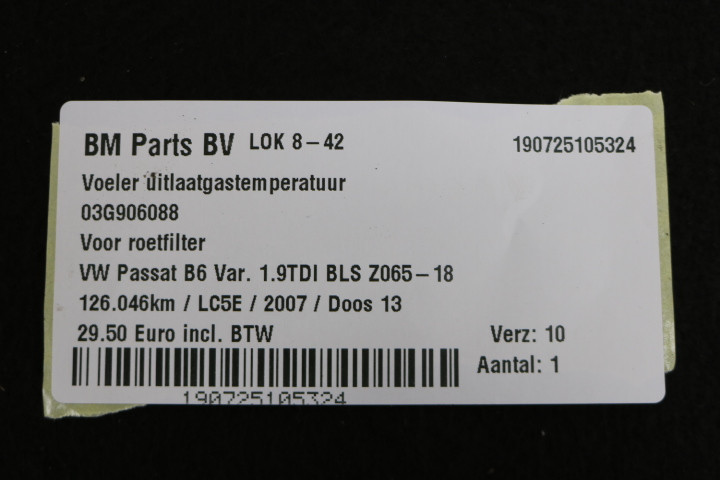 BM Parts BV LOK 8-42 190725105324
Voeler uitlaatgastemperatuur
03G906088
Voor roetfilter
VW Passat B6 Var. 1.9TDI BLS Z065-18
126.046km / LC5E / 2007 / Doos 13
29.50 Euro incl. BTW Verz: 10
Aantal: 1
190725105324